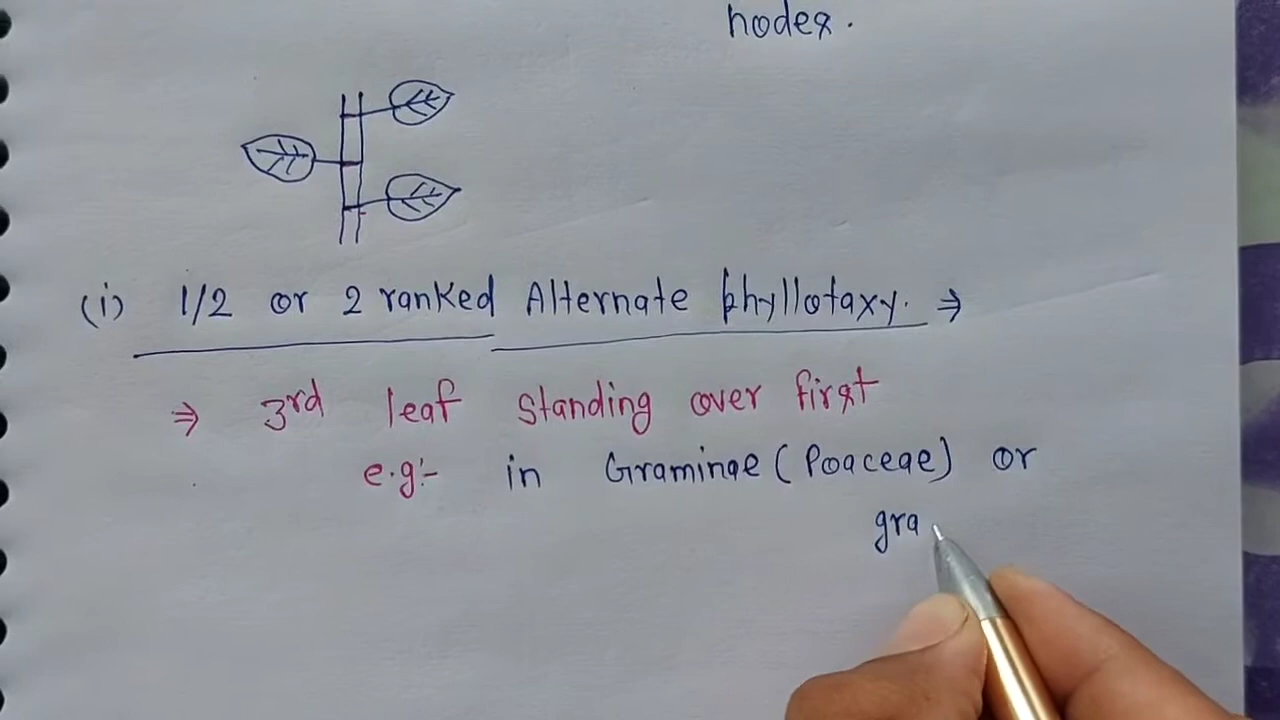 nodes.
(i) 1/2 or 2 ranked Alternate phyllotaxy. ⇒
⇒ 3rd leaf standing over first
e.g:- in Graminae (Poaceae) or
gra